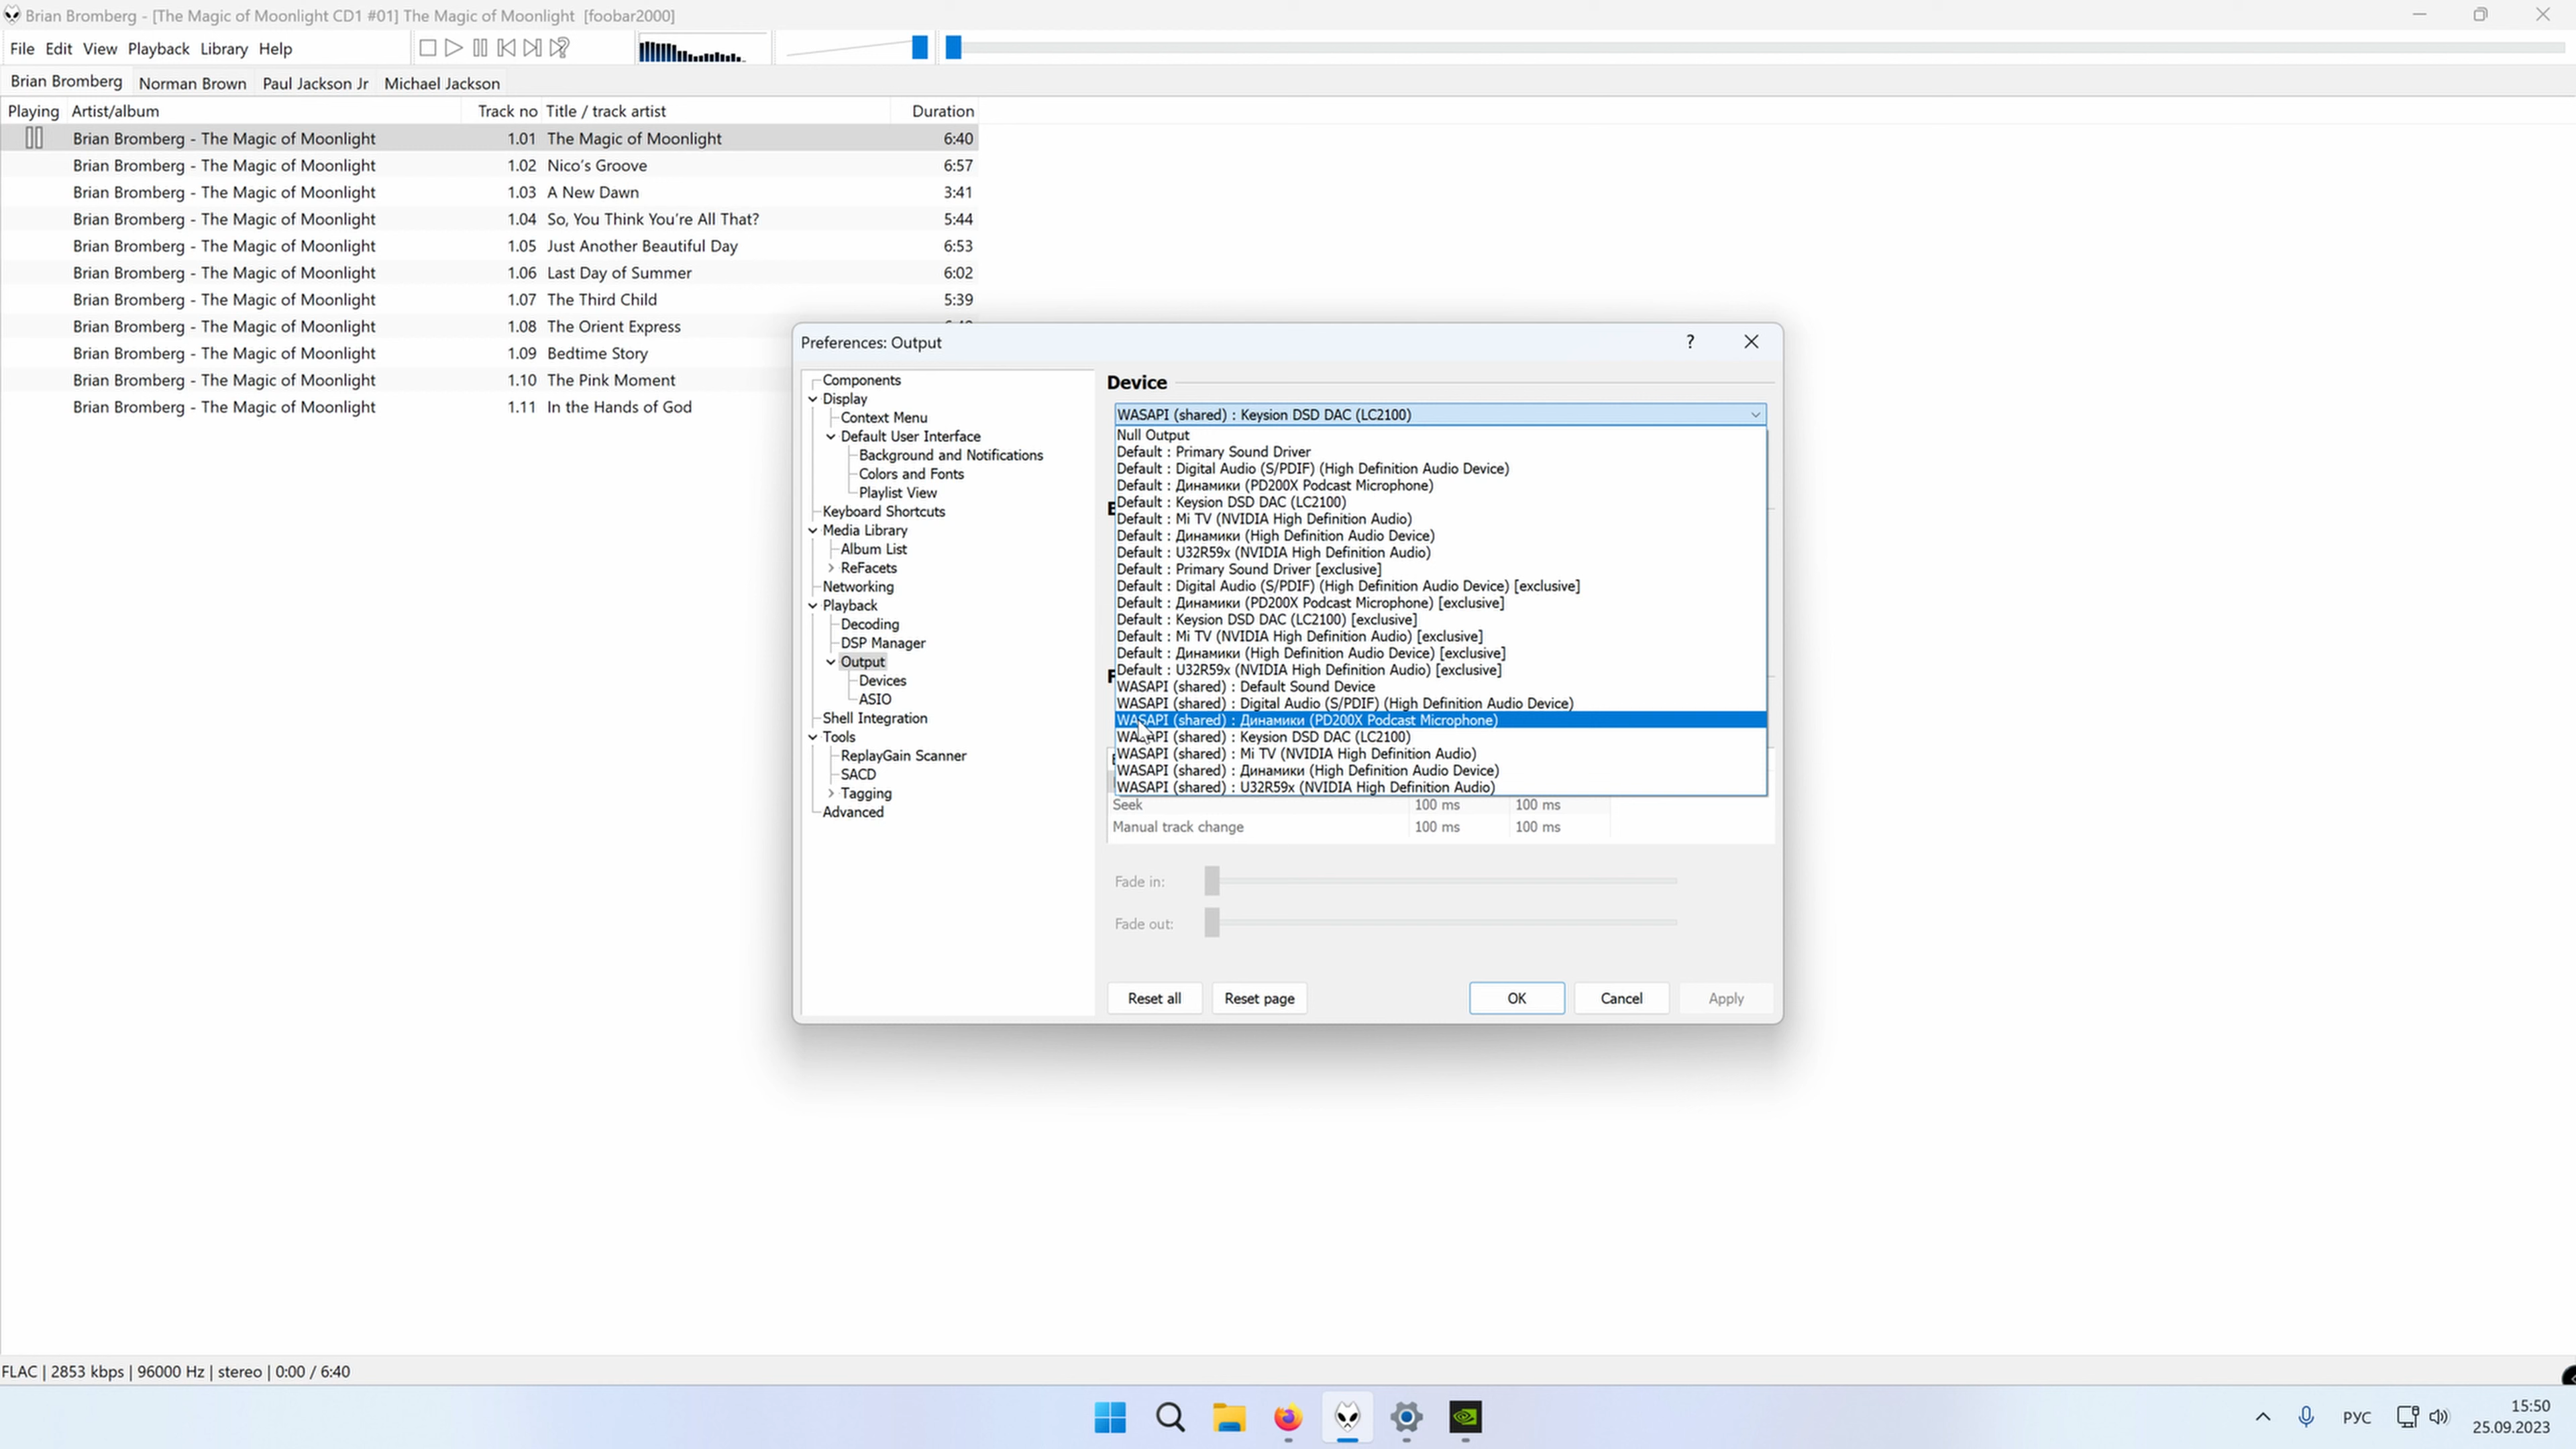 Brian Bromberg - [The Magic of Moonlight CD1 #01] The Magic of Moonlight [foobar2000]
File Edit View Playback Library Help
Brian Bromberg Norman Brown Paul Jackson Jr Michael Jackson
Playing Artist/album Track no Title / track artist Duration
Brian Bromberg - The Magic of Moonlight 1.01 The Magic of Moonlight 6:40
Brian Bromberg - The Magic of Moonlight 1.02 Nico's Groove 6:57
Brian Bromberg - The Magic of Moonlight 1.03 A New Dawn 3:41
Brian Bromberg - The Magic of Moonlight 1.04 So, You Think You're All That? 5:44
Brian Bromberg - The Magic of Moonlight 1.05 Just Another Beautiful Day 6:53
Brian Bromberg - The Magic of Moonlight 1.06 Last Day of Summer 6:02
Brian Bromberg - The Magic of Moonlight 1.07 The Third Child 5:39
Brian Bromberg - The Magic of Moonlight 1.08 The Orient Express
Brian Bromberg - The Magic of Moonlight 1.09 Bedtime Story
Brian Bromberg - The Magic of Moonlight 1.10 The Pink Moment
Brian Bromberg - The Magic of Moonlight 1.11 In the Hands of God
Preferences: Output
Components
Display
Context Menu
Default User Interface
Background and Notifications
Colors and Fonts
Playlist View
Keyboard Shortcuts
Media Library
Album List
ReFacets
Networking
Playback
Decoding
DSP Manager
Output
Devices
ASIO
Shell Integration
Tools
ReplayGain Scanner
SACD
Tagging
Advanced
Device
WASAPI (shared) : Keysion DSD DAC (LC2100)
Null Output
Default : Primary Sound Driver
Default : Digital Audio (S/PDIF) (High Definition Audio Device)
Default : Динамики (PD200X Podcast Microphone)
Default : Keysion DSD DAC (LC2100)
Default : Mi TV (NVIDIA High Definition Audio)
Default : Динамики (High Definition Audio Device)
Default : U32R59x (NVIDIA High Definition Audio)
Default : Primary Sound Driver [exclusive]
Default : Digital Audio (S/PDIF) (High Definition Audio Device) [exclusive]
Default : Динамики (PD200X Podcast Microphone) [exclusive]
Default : Keysion DSD DAC (LC2100) [exclusive]
Default : Mi TV (NVIDIA High Definition Audio) [exclusive]
Default : Динамики (High Definition Audio Device) [exclusive]
Default : U32R59x (NVIDIA High Definition Audio) [exclusive]
WASAPI (shared) : Default Sound Device
WASAPI (shared) : Digital Audio (S/PDIF) (High Definition Audio Device)
WASAPI (shared) : Динамики (PD200X Podcast Microphone)
WASAPI (shared) : Keysion DSD DAC (LC2100)
WASAPI (shared) : Mi TV (NVIDIA High Definition Audio)
WASAPI (shared) : Динамики (High Definition Audio Device)
WASAPI (shared) : U32R59x (NVIDIA High Definition Audio)
Seek 100 ms 100 ms
Manual track change 100 ms 100 ms
Fade in:
Fade out:
Reset all Reset page OK Cancel Apply
FLAC | 2853 kbps | 96000 Hz | stereo | 0:00 / 6:40
РУС
15:50
25.09.2023